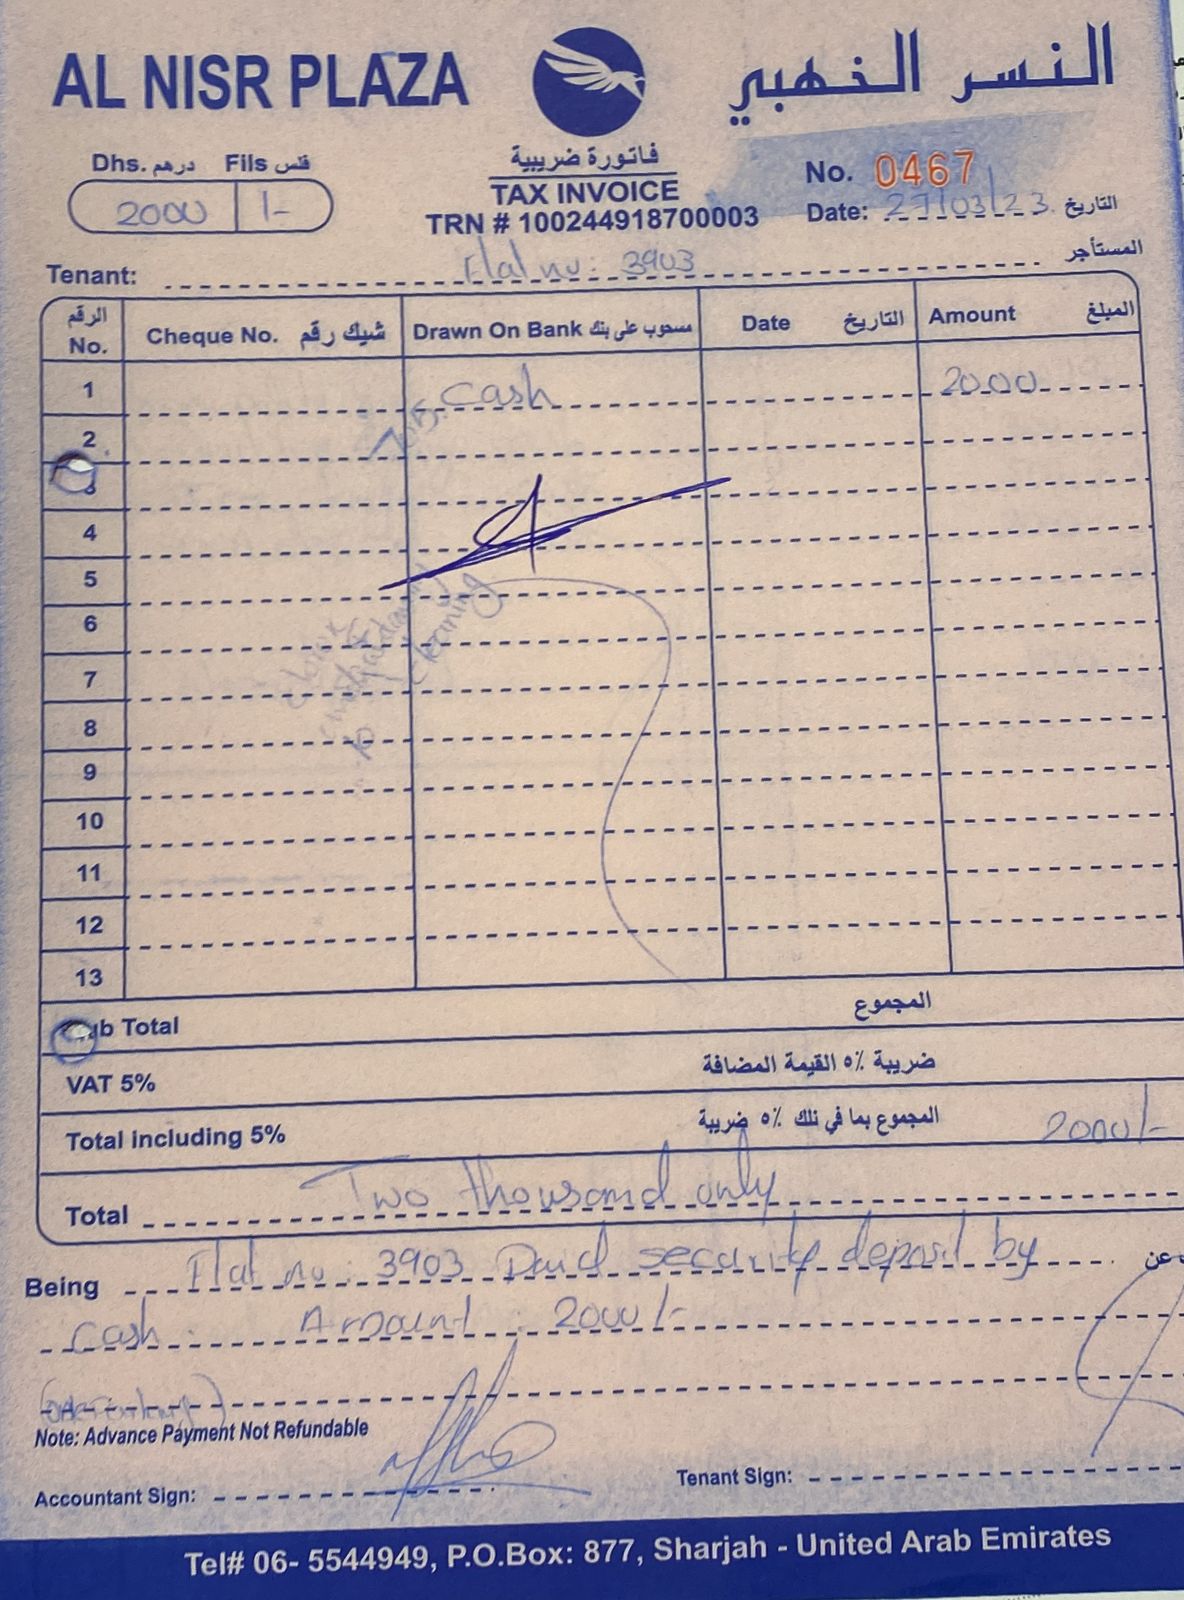 AL NISR PLAZA
النسر الذهبي
Dhs. درهم Fils فلس
2000 /-
فاتورة ضريبية
TAX INVOICE
TRN # 100244918700003
No. 0467
Date: 27/03/23 التاريخ
Tenant: Flat no: 3903 المستأجر
الرقم No. Cheque No. شيك رقم Drawn On Bank مسحوب على بنك Date التاريخ Amount المبلغ
1 Cash 2000
2
3
4
5
cleaning
6
7
8
9
10
11
12
13
Sub Total المجموع
VAT 5% ضريبة ٥٪ القيمة المضافة
Total including 5% المجموع بما في تلك ٥٪ ضريبة 2000/-
Total Two thousand only
Being Flat no: 3903 Paid security deposit by عن
Cash. Amount: 2000/-
Note: Advance Payment Not Refundable
Accountant Sign:
Tenant Sign:
Tel# 06- 5544949, P.O.Box: 877, Sharjah - United Arab Emirates